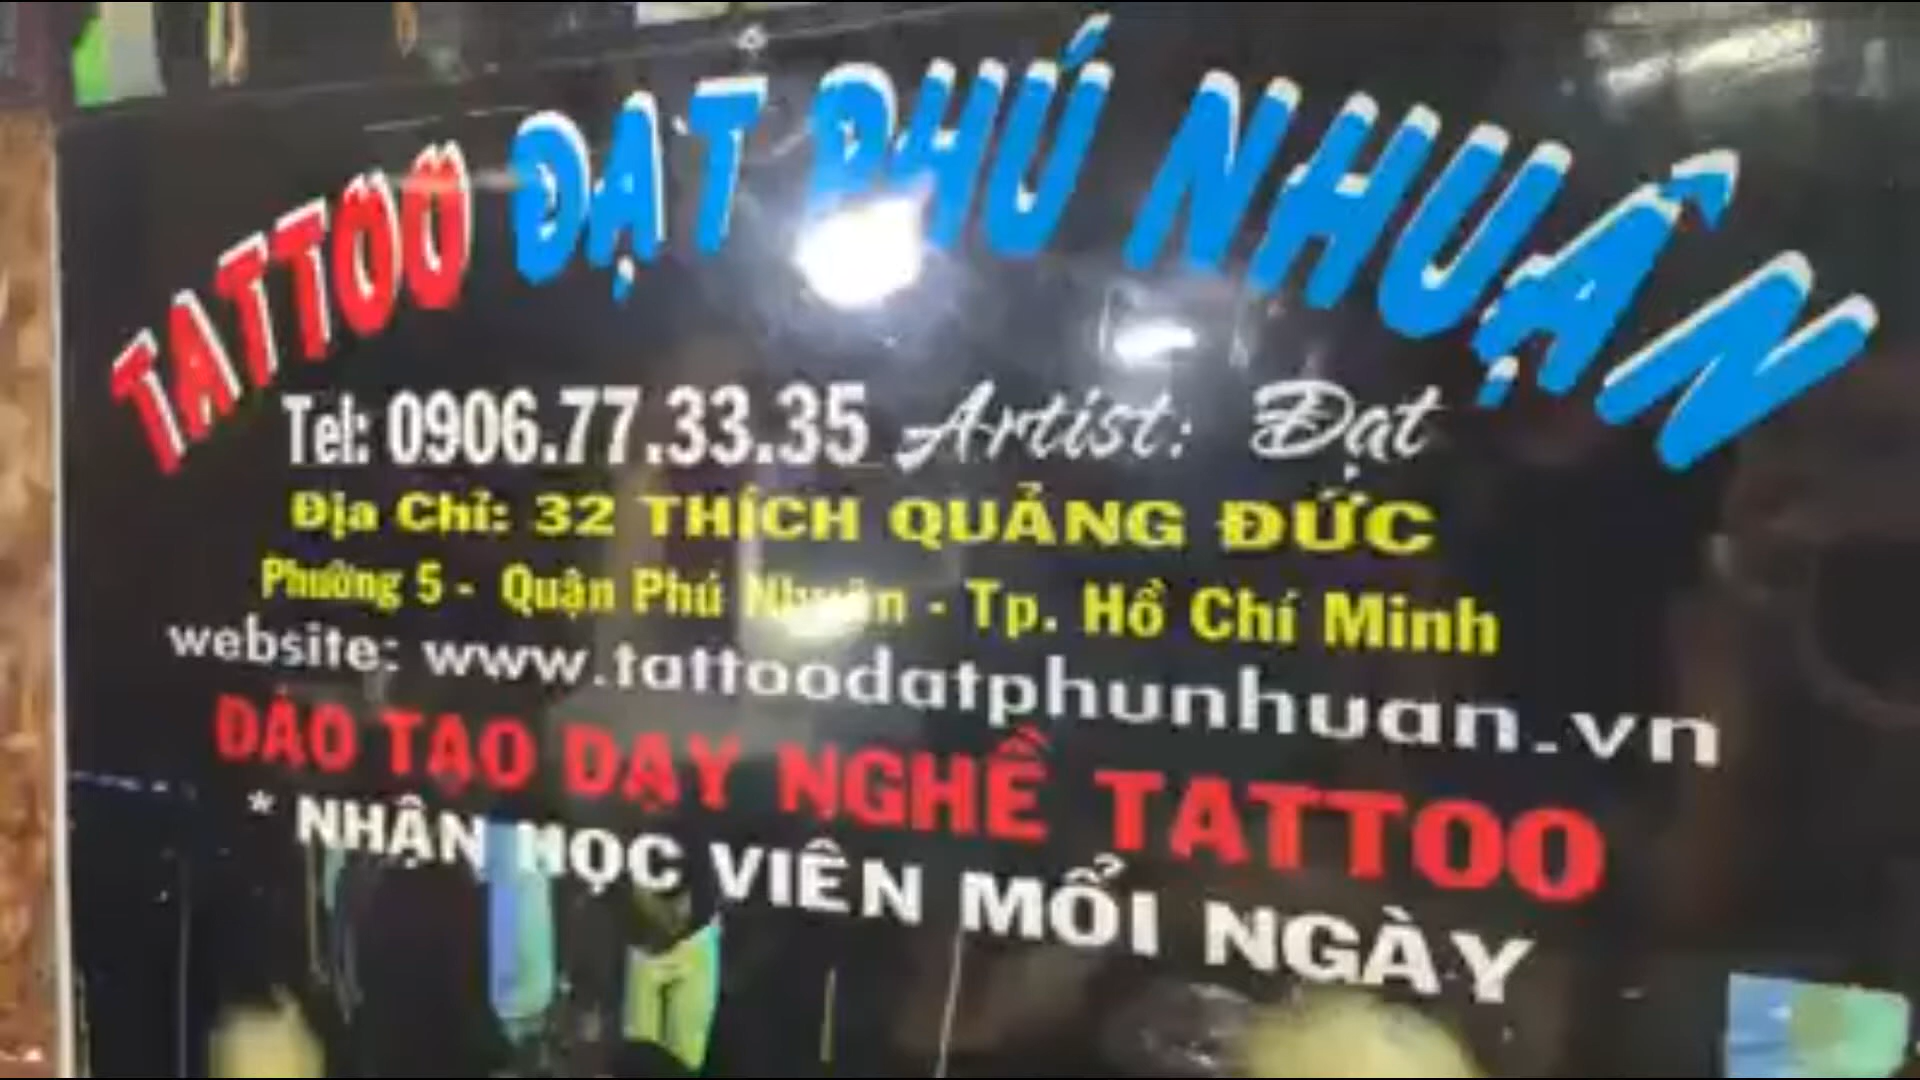 TATTOO ĐẠT PHÚ NHUẬN
Tel: 0906.77.33.35 Artist: Đạt
Địa Chỉ: 32 THÍCH QUẢNG ĐỨC
Phường 5 - Quận Phú Nhuận - Tp. Hồ Chí Minh
website: www.tattoodatphunhuan.vn
ĐÀO TẠO DẠY NGHỀ TATTOO
* NHẬN HỌC VIÊN MỔI NGÀY